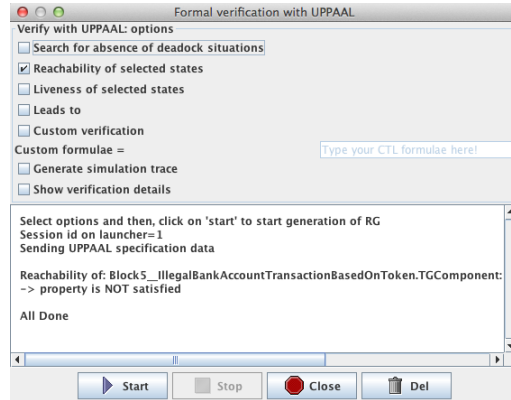 Formal verification with UPPAAL
Verify with UPPAAL: options
Search for absence of deadock situations
Reachability of selected states
Liveness of selected states
Leads to
Custom verification
Custom formulae = Type your CTL formulae here!
Generate simulation trace
Show verification details
Select options and then, click on 'start' to start generation of RG
Session id on launcher=1
Sending UPPAAL specification data
Reachability of: Block5__IllegalBankAccountTransactionBasedOnToken.TGComponent:
-> property is NOT satisfied
All Done
Start Stop Close Del